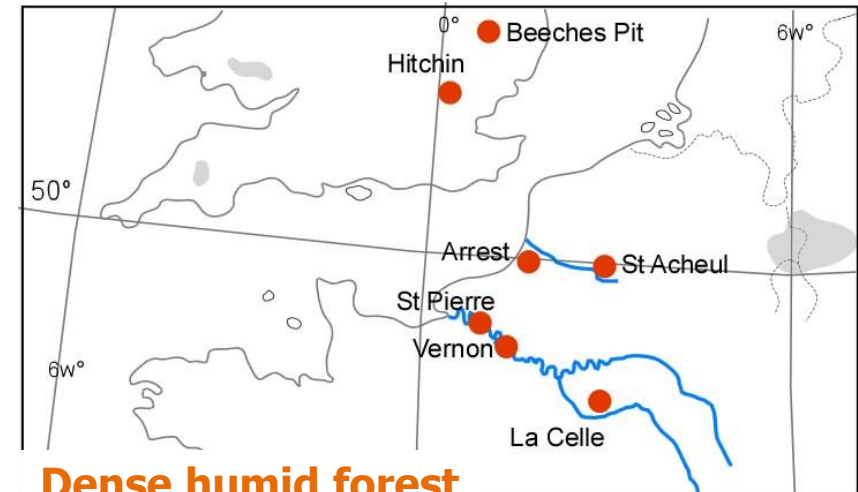 0°
6w°
Beeches Pit
Hitchin
50°
Arrest
St Acheul
St Pierre
Vernon
6w°
La Celle
Dense humid forest